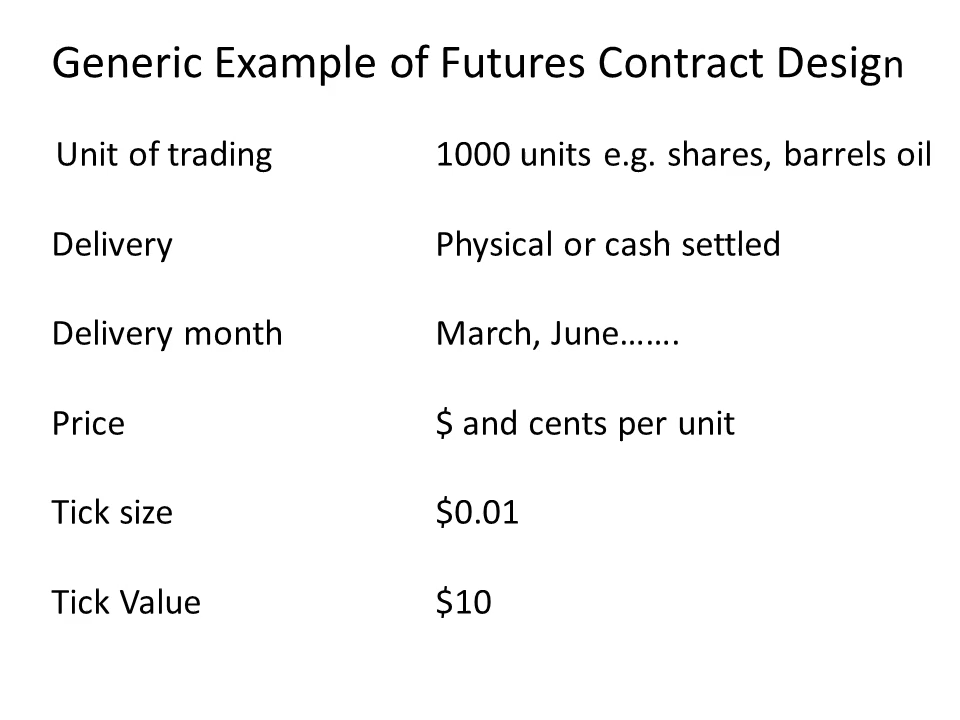 Generic Example of Futures Contract Design
Unit of trading 1000 units e.g. shares, barrels oil
Delivery Physical or cash settled
Delivery month March, June.......
Price $ and cents per unit
Tick size $0.01
Tick Value $10